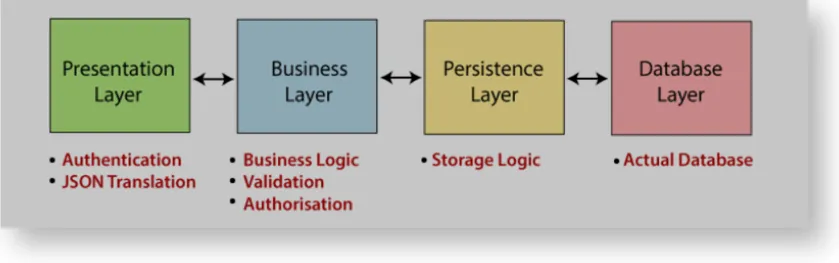 Presentation
Layer
Business
Layer
Persistence
Layer
Database
Layer
• Authentication
• JSON Translation
• Business Logic
• Validation
• Authorisation
• Storage Logic
• Actual Database